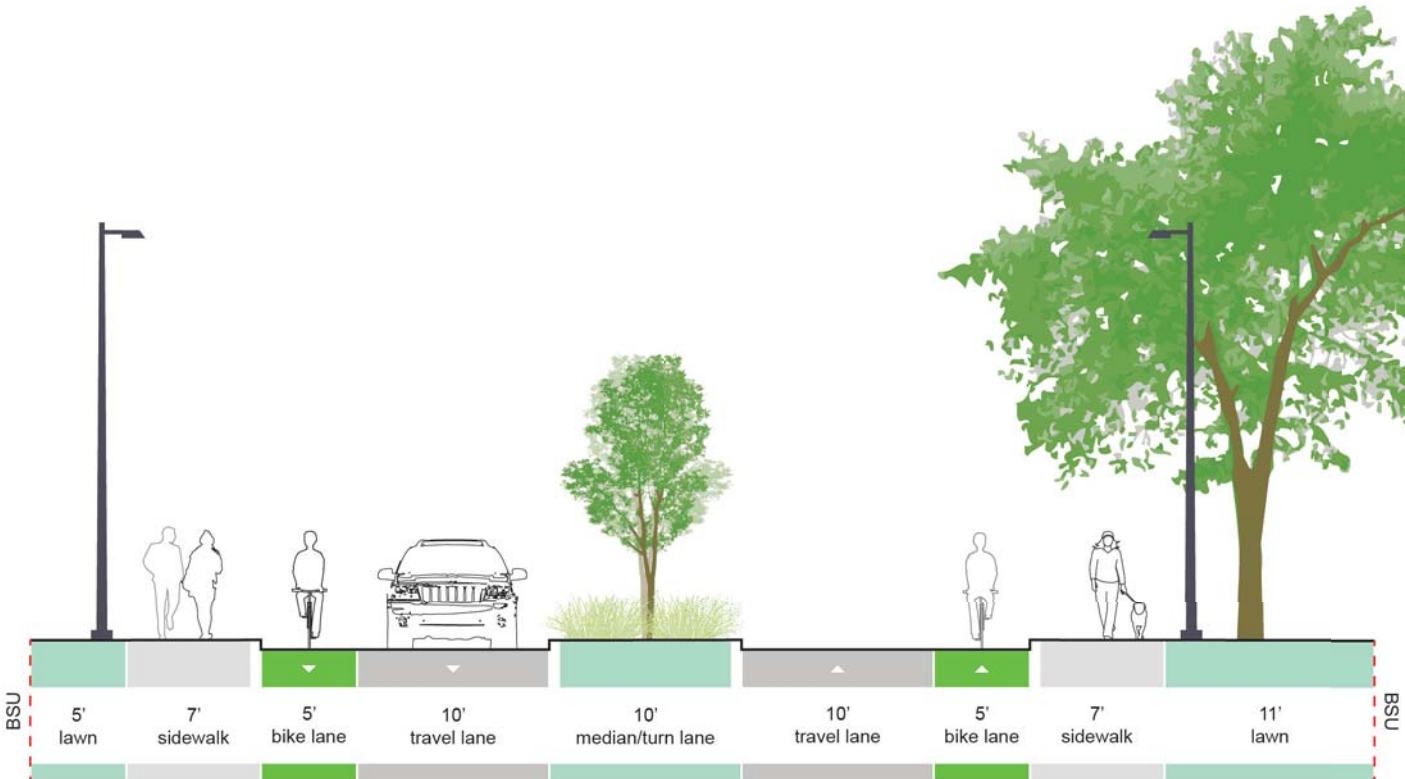 BSU
5’
lawn
7’
sidewalk
5’
bike lane
10’
travel lane
10’
median/turn lane
10’
travel lane
5’
bike lane
7’
sidewalk
11’
lawn
BSU